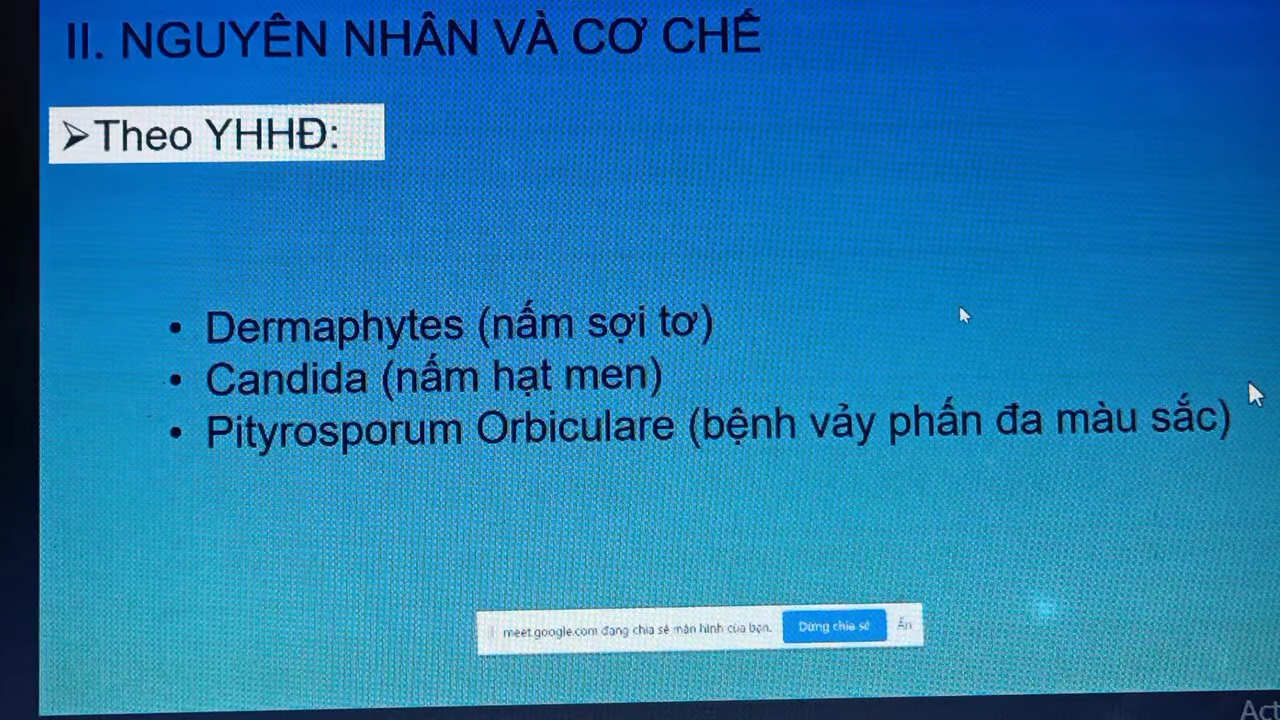 II. NGUYÊN NHÂN VÀ CƠ CHẾ
➢Theo YHHĐ:
• Dermaphytes (nấm sợi tơ)
• Candida (nấm hạt men)
• Pityrosporum Orbiculare (bệnh vảy phấn đa màu sắc)
meet.google.com đang chia sẻ màn hình của bạn. Dừng chia sẻ Ẩn